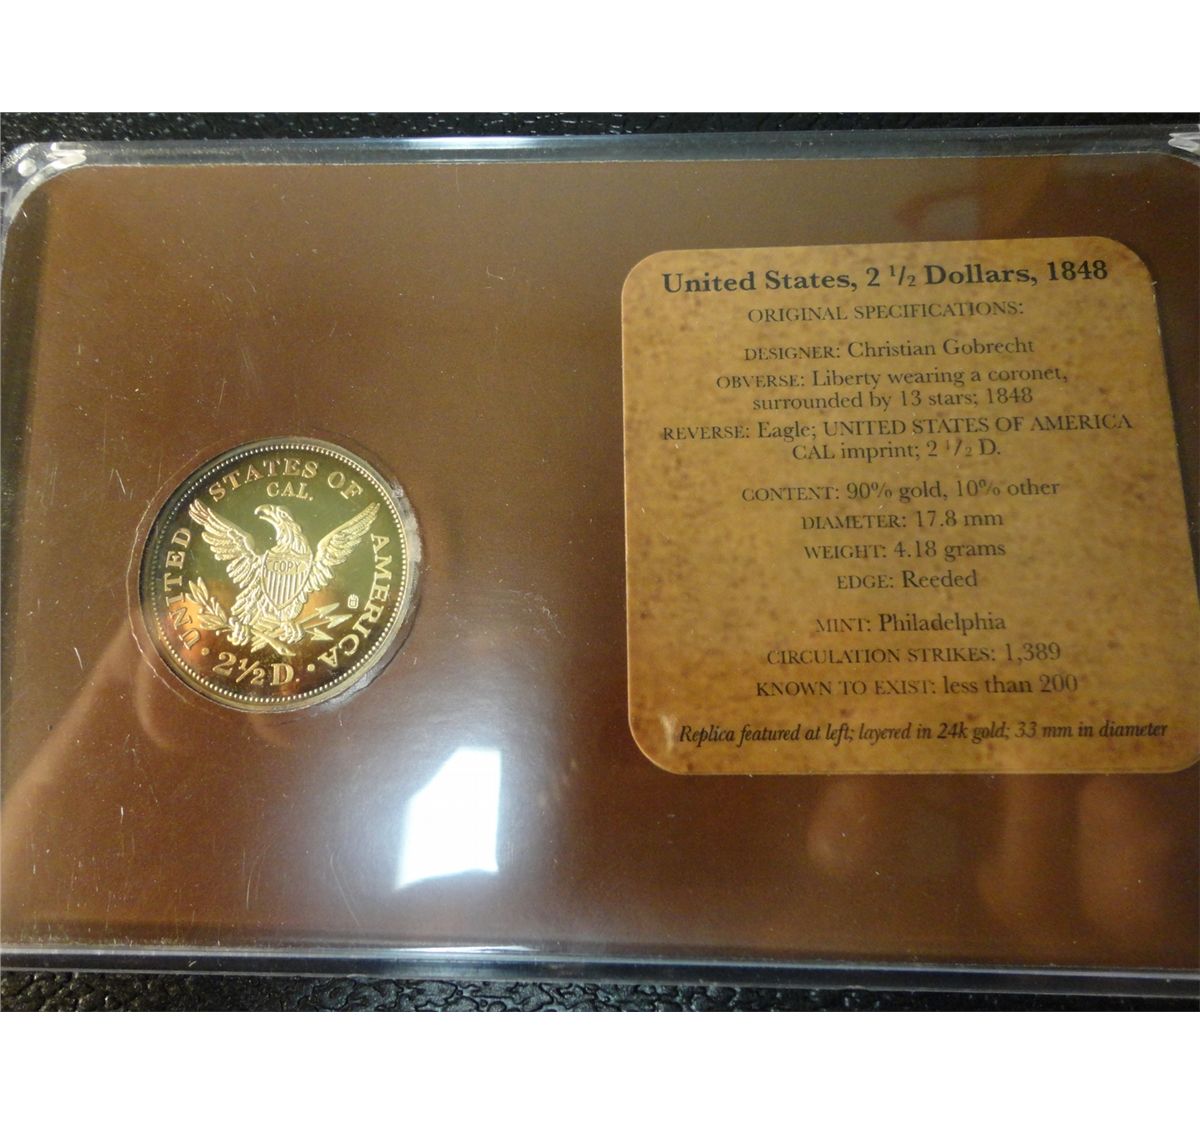 UNITED STATES OF AMERICA
CAL.
COPY
· 2 1/2 D. ·
United States, 2 1/2 Dollars, 1848
ORIGINAL SPECIFICATIONS:
DESIGNER: Christian Gobrecht
OBVERSE: Liberty wearing a coronet,
surrounded by 13 stars; 1848
REVERSE: Eagle; UNITED STATES OF AMERICA
CAL imprint; 2 1/2 D.
CONTENT: 90% gold, 10% other
DIAMETER: 17.8 mm
WEIGHT: 4.18 grams
EDGE: Reeded
MINT: Philadelphia
CIRCULATION STRIKES: 1,389
KNOWN TO EXIST: less than 200
Replica featured at left; layered in 24k gold; 33 mm in diameter